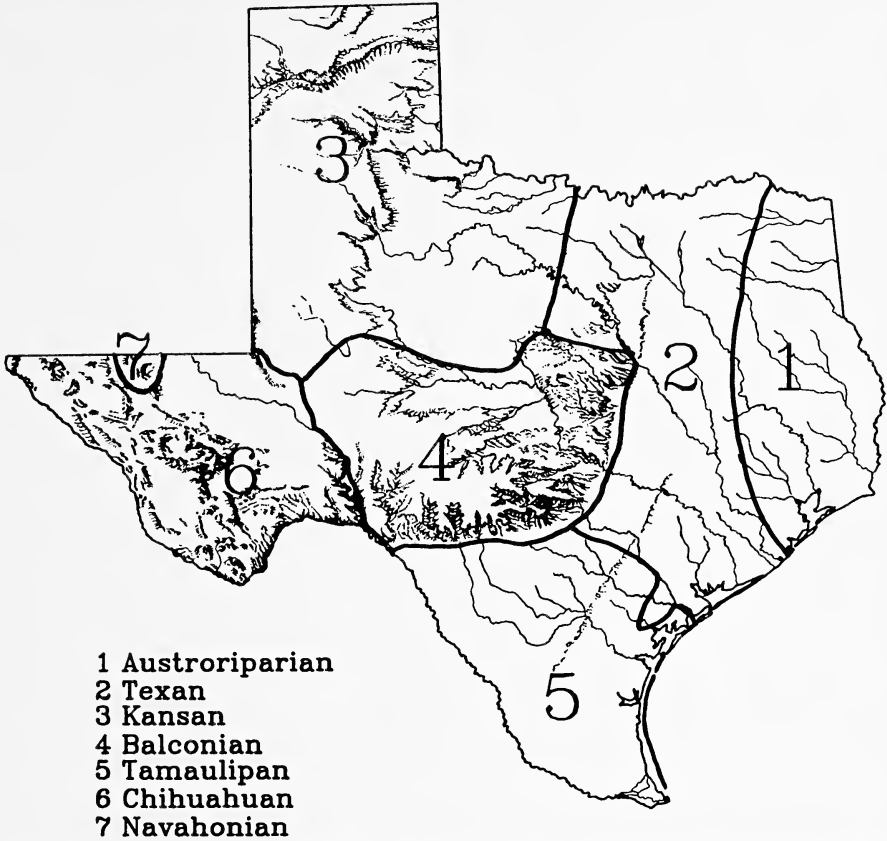 3
7
2
1
4
6
5
1 Austroriparian
2 Texan
3 Kansan
4 Balconian
5 Tamaulipan
6 Chihuahuan
7 Navahonian